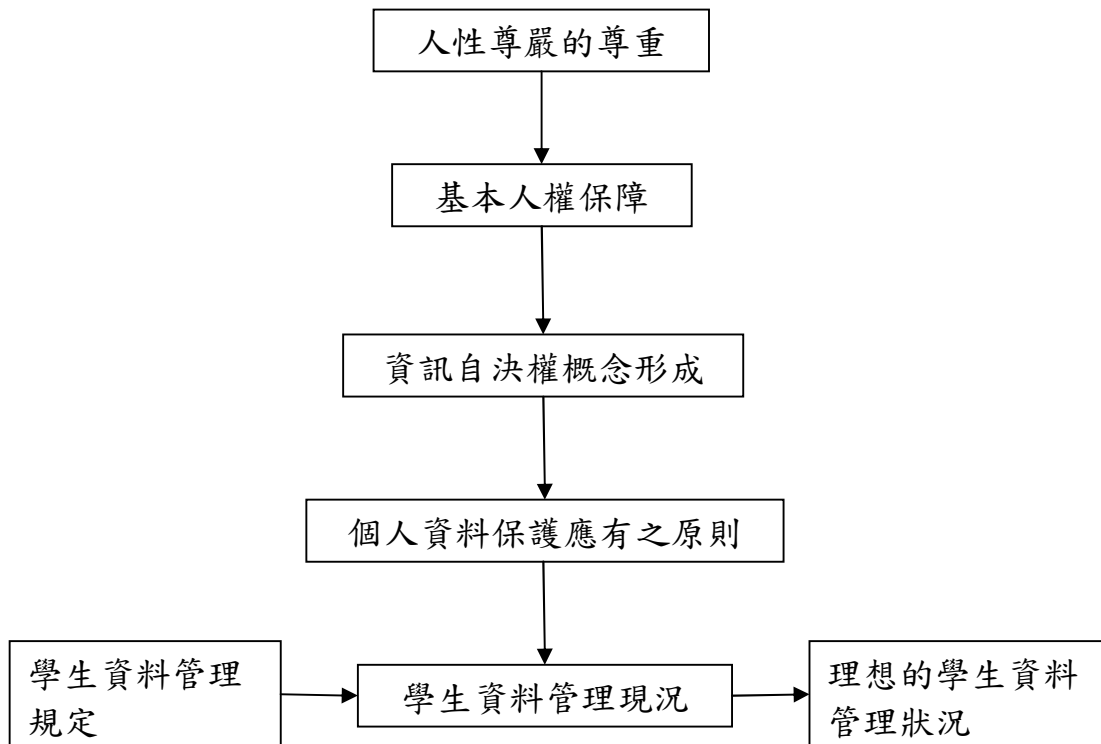 人性尊嚴的尊重
基本人權保障
資訊自決權概念形成
個人資料保護應有之原則
學生資料管理
規定
學生資料管理現況
理想的學生資料
管理狀況